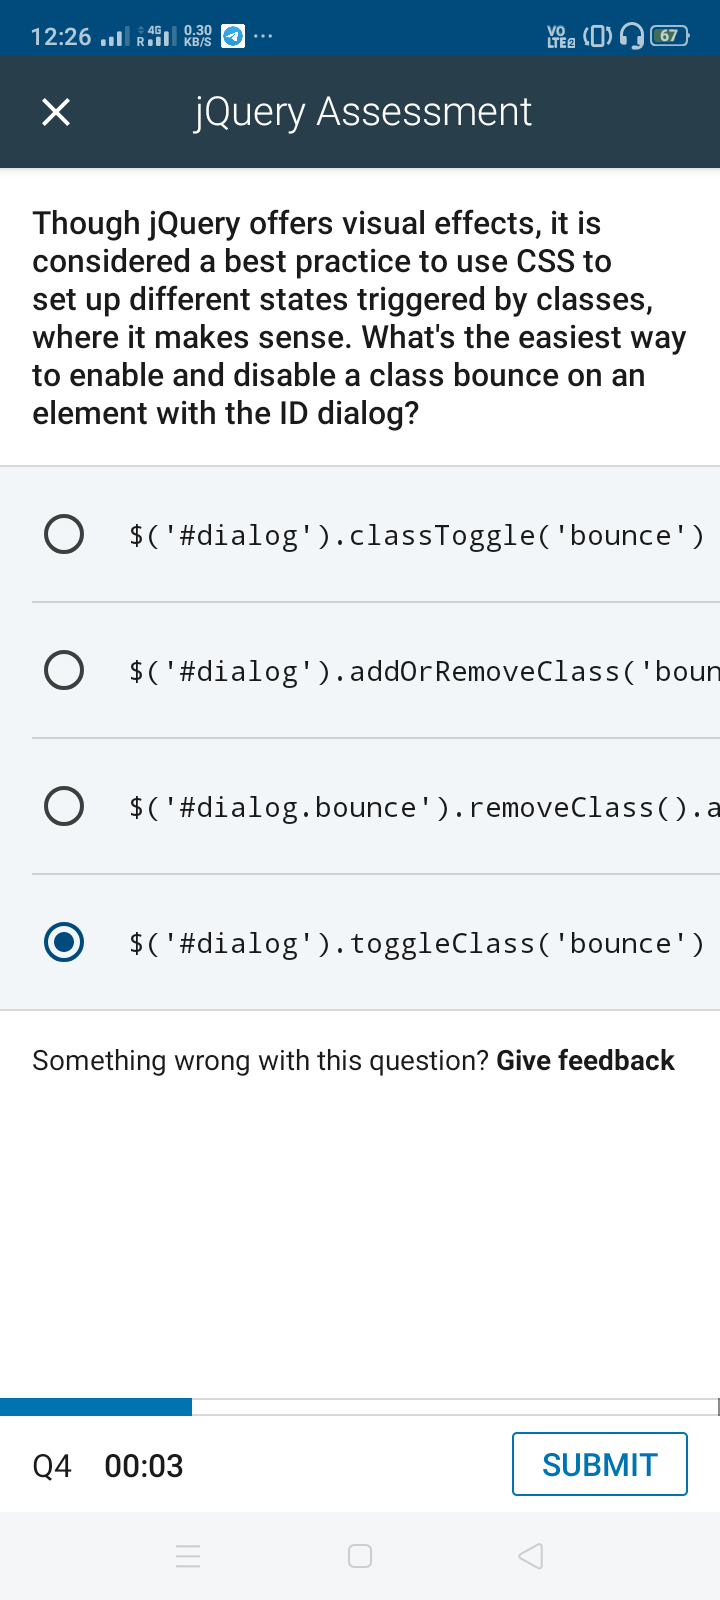 12:26 R 4G 0.30 KB/S ... VO LTE2 67
jQuery Assessment
Though jQuery offers visual effects, it is
considered a best practice to use CSS to
set up different states triggered by classes,
where it makes sense. What's the easiest way
to enable and disable a class bounce on an
element with the ID dialog?
$('#dialog').classToggle('bounce')
$('#dialog').addOrRemoveClass('boun
$('#dialog.bounce').removeClass().a
$('#dialog').toggleClass('bounce')
Something wrong with this question? Give feedback
Q4 00:03 SUBMIT